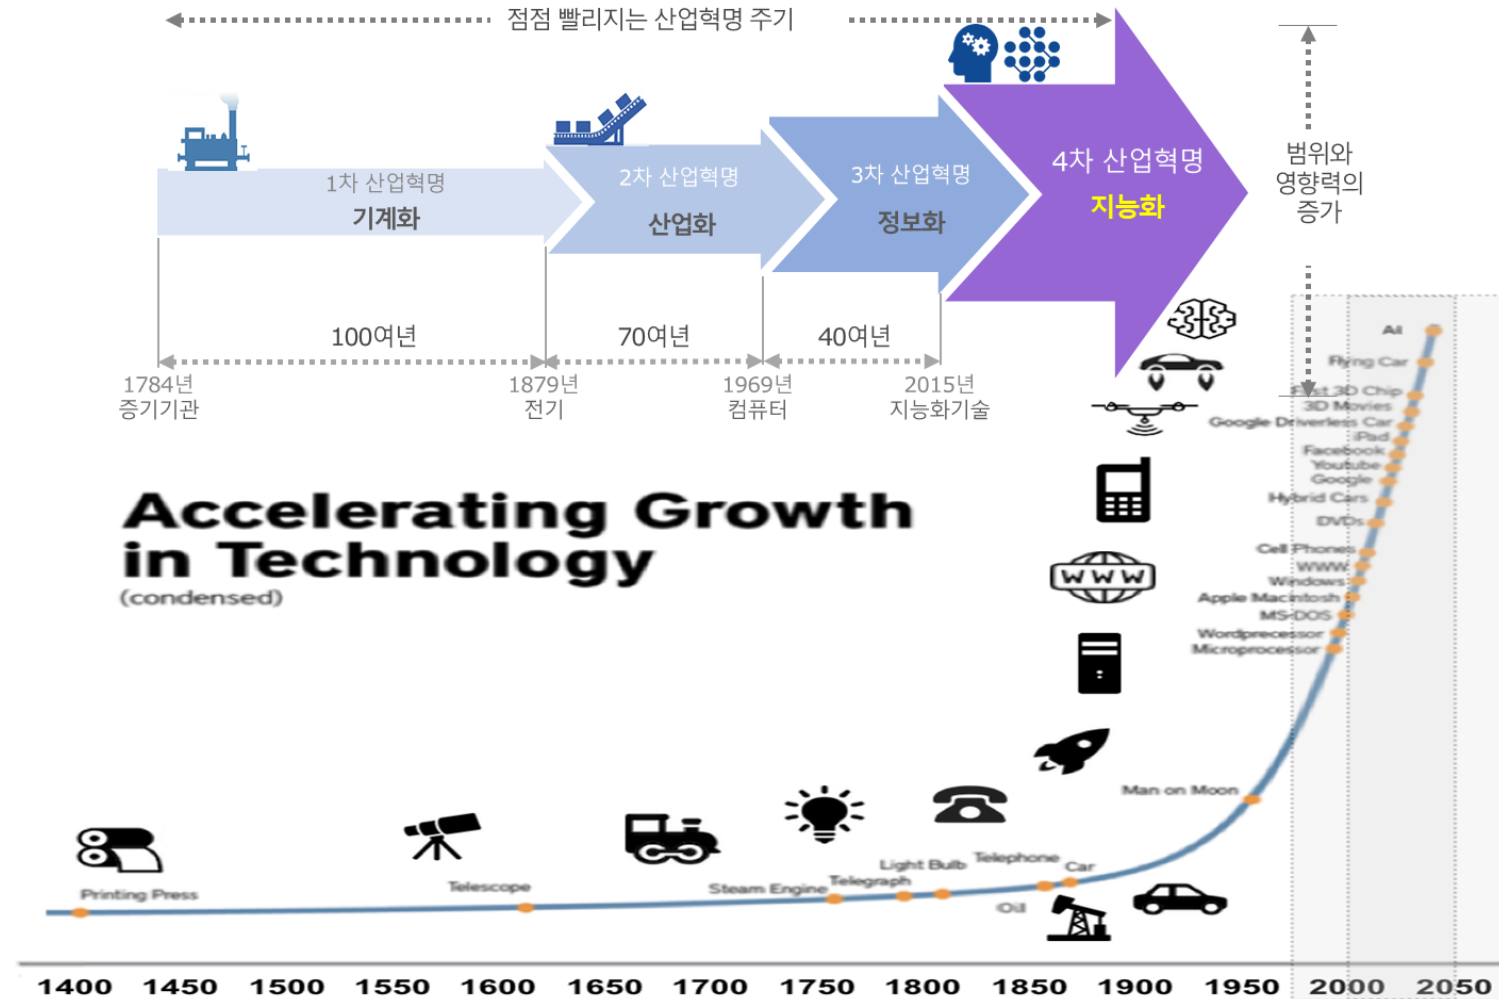 점점 빨리지는 산업혁명 주기
1차 산업혁명
기계화
2차 산업혁명
산업화
3차 산업혁명
정보화
4차 산업혁명
지능화
범위와
영향력의
증가
100여년
70여년
40여년
1784년
증기기관
1879년
전기
1969년
컴퓨터
2015년
지능화기술
Accelerating Growth
in Technology
(condensed)
AI
Flying Car
Fast 3D Chip
3D Movies
Google Driverless Car
iPad
Facebook
Youtube
Google
Hybrid Cars
DVDs
Cell Phones
WWW
Windows
Apple Macintosh
MS-DOS
Wordprecessor
Microprocessor
WWW
Man on Moon
Car
Telephone
Light Bulb
Telegraph
Steam Engine
Telescope
Printing Press
Oil
1400 1450 1500 1550 1600 1650 1700 1750 1800 1850 1900 1950 2000 2050